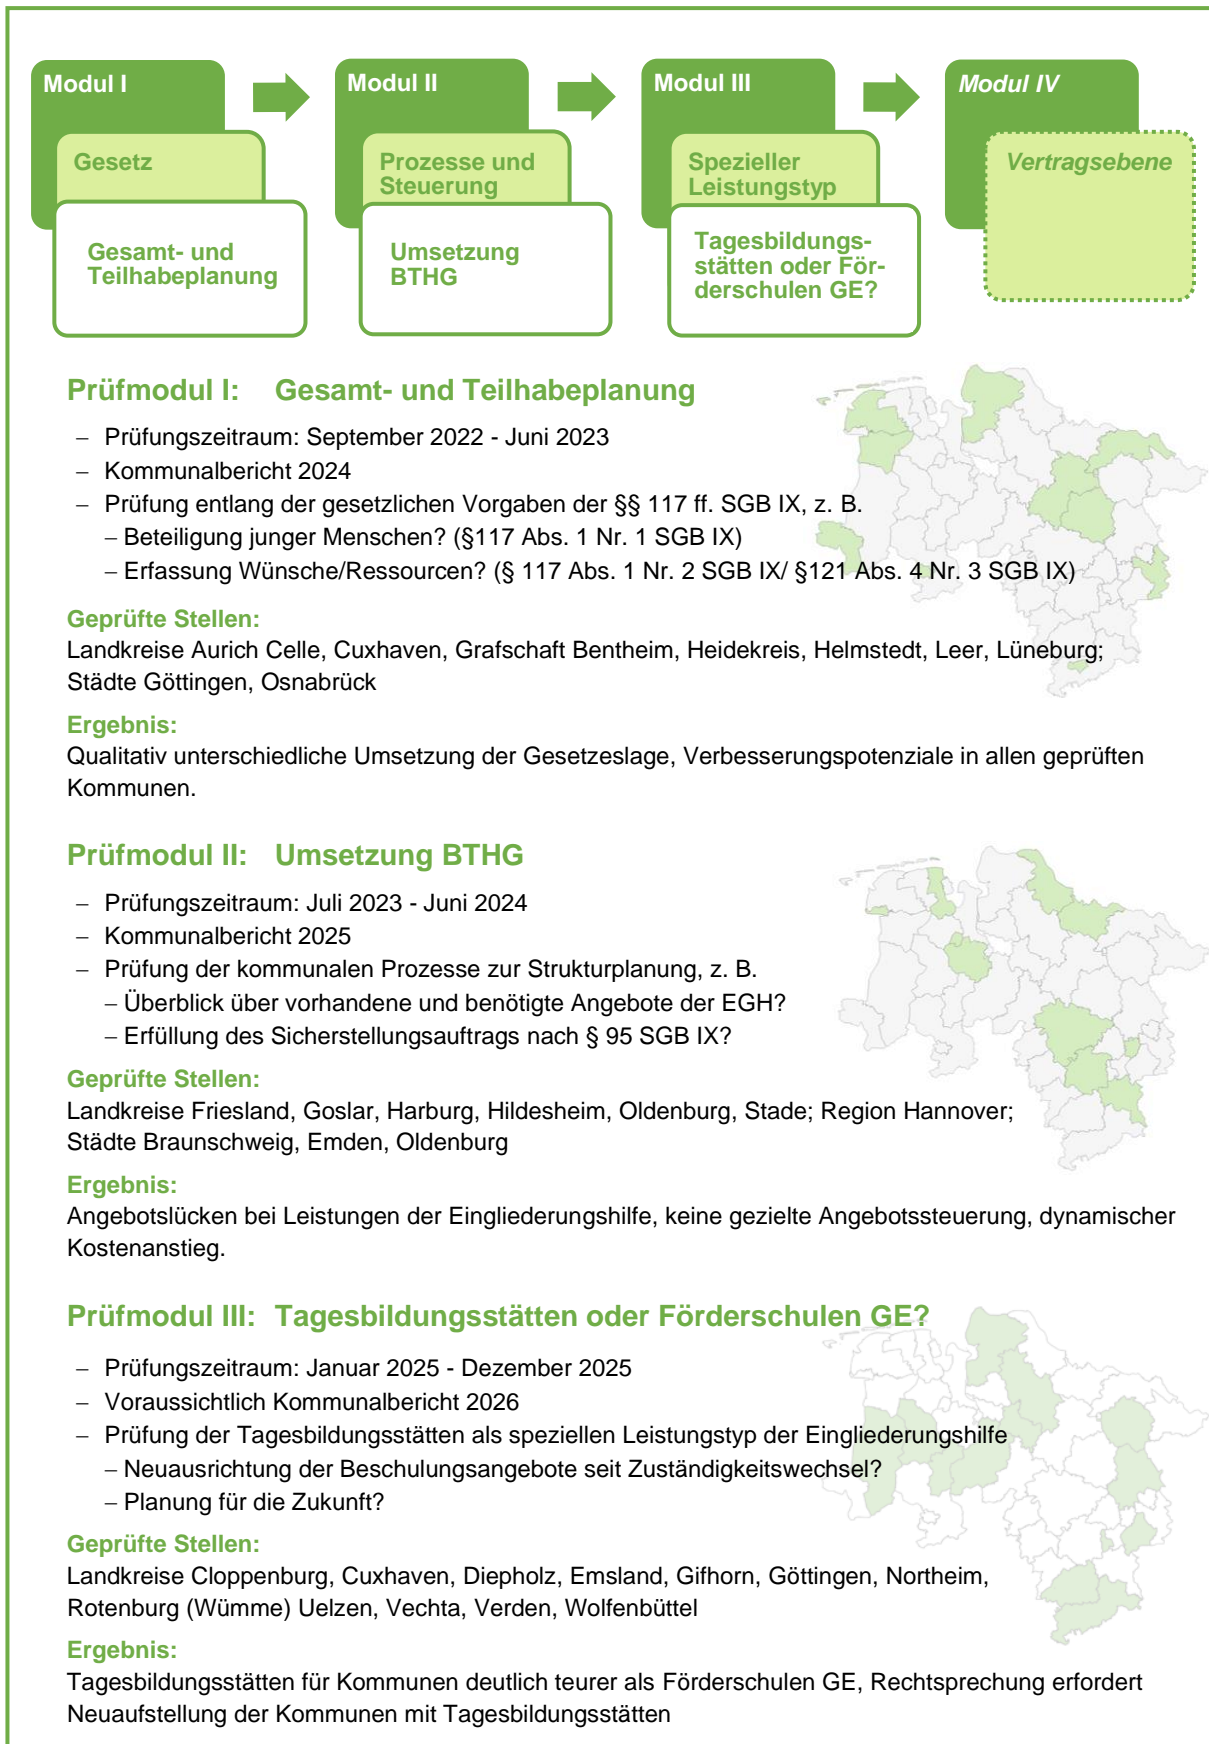 Modul I
Gesetz
Gesamt- und
Teilhabeplanung
Modul II
Prozesse und
Steuerung
Umsetzung
BTHG
Modul III
Spezieller
Leistungstyp
Tagesbildungs-
stätten oder För-
derschulen GE?
Modul IV
Vertragsebene
Prüfmodul I: Gesamt- und Teilhabeplanung
– Prüfungszeitraum: September 2022 - Juni 2023
– Kommunalbericht 2024
– Prüfung entlang der gesetzlichen Vorgaben der §§ 117 ff. SGB IX, z. B.
– Beteiligung junger Menschen? (§117 Abs. 1 Nr. 1 SGB IX)
– Erfassung Wünsche/Ressourcen? (§ 117 Abs. 1 Nr. 2 SGB IX/ §121 Abs. 4 Nr. 3 SGB IX)
Geprüfte Stellen:
Landkreise Aurich Celle, Cuxhaven, Grafschaft Bentheim, Heidekreis, Helmstedt, Leer, Lüneburg;
Städte Göttingen, Osnabrück
Ergebnis:
Qualitativ unterschiedliche Umsetzung der Gesetzeslage, Verbesserungspotenziale in allen geprüften
Kommunen.
Prüfmodul II: Umsetzung BTHG
– Prüfungszeitraum: Juli 2023 - Juni 2024
– Kommunalbericht 2025
– Prüfung der kommunalen Prozesse zur Strukturplanung, z. B.
– Überblick über vorhandene und benötigte Angebote der EGH?
– Erfüllung des Sicherstellungsauftrags nach § 95 SGB IX?
Geprüfte Stellen:
Landkreise Friesland, Goslar, Harburg, Hildesheim, Oldenburg, Stade; Region Hannover;
Städte Braunschweig, Emden, Oldenburg
Ergebnis:
Angebotslücken bei Leistungen der Eingliederungshilfe, keine gezielte Angebotssteuerung, dynamischer
Kostenanstieg.
Prüfmodul III: Tagesbildungsstätten oder Förderschulen GE?
– Prüfungszeitraum: Januar 2025 - Dezember 2025
– Voraussichtlich Kommunalbericht 2026
– Prüfung der Tagesbildungsstätten als speziellen Leistungstyp der Eingliederungshilfe
– Neuausrichtung der Beschulungsangebote seit Zuständigkeitswechsel?
– Planung für die Zukunft?
Geprüfte Stellen:
Landkreise Cloppenburg, Cuxhaven, Diepholz, Emsland, Gifhorn, Göttingen, Northeim,
Rotenburg (Wümme) Uelzen, Vechta, Verden, Wolfenbüttel
Ergebnis:
Tagesbildungsstätten für Kommunen deutlich teurer als Förderschulen GE, Rechtsprechung erfordert
Neuaufstellung der Kommunen mit Tagesbildungsstätten